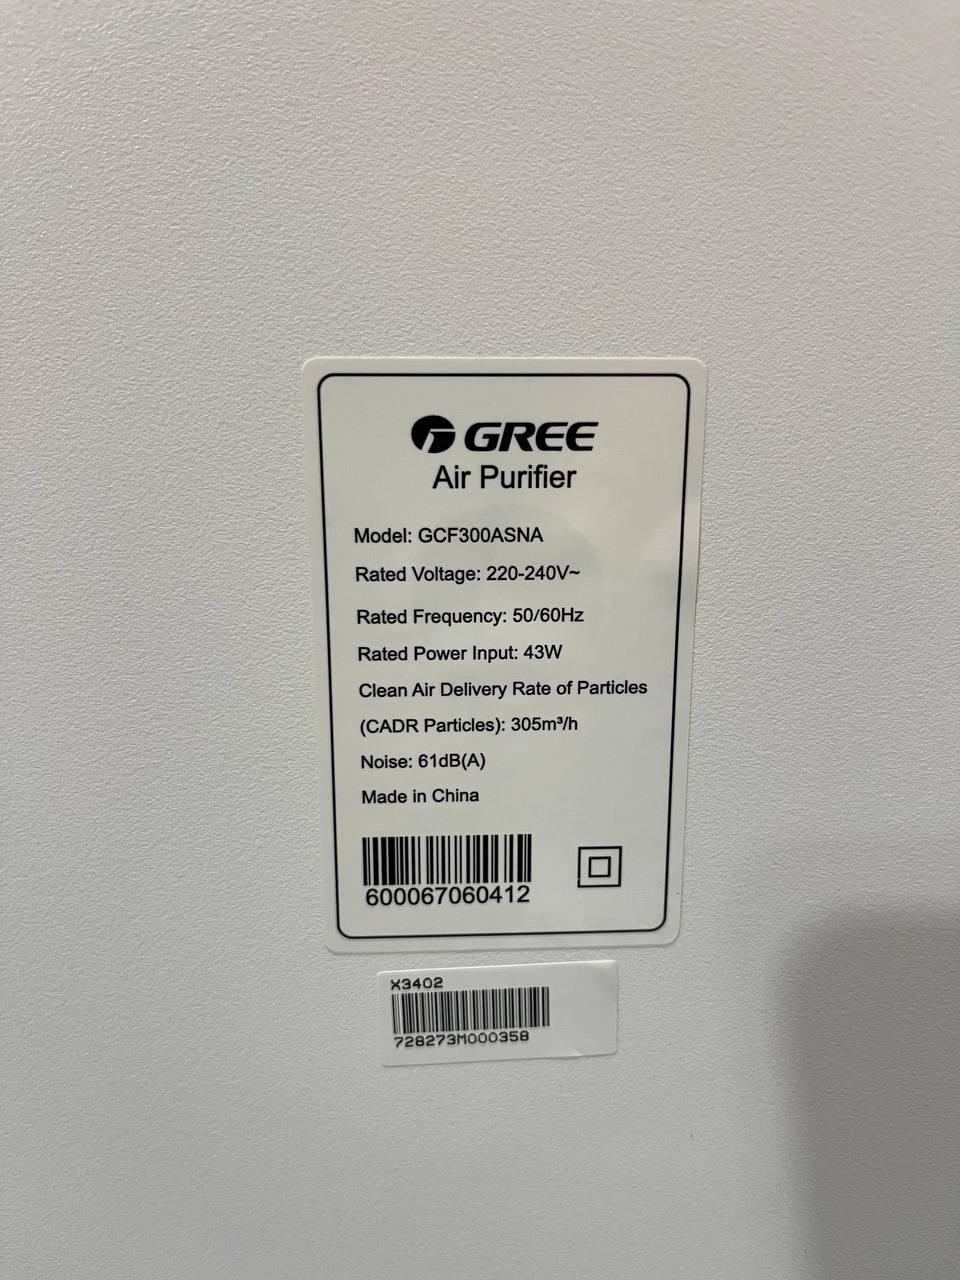 GREE
Air Purifier
Model: GCF300ASNA
Rated Voltage: 220-240V~
Rated Frequency: 50/60Hz
Rated Power Input: 43W
Clean Air Delivery Rate of Particles
(CADR Particles): 305m³/h
Noise: 61dB(A)
Made in China
600067060412
X3402
728273M000358